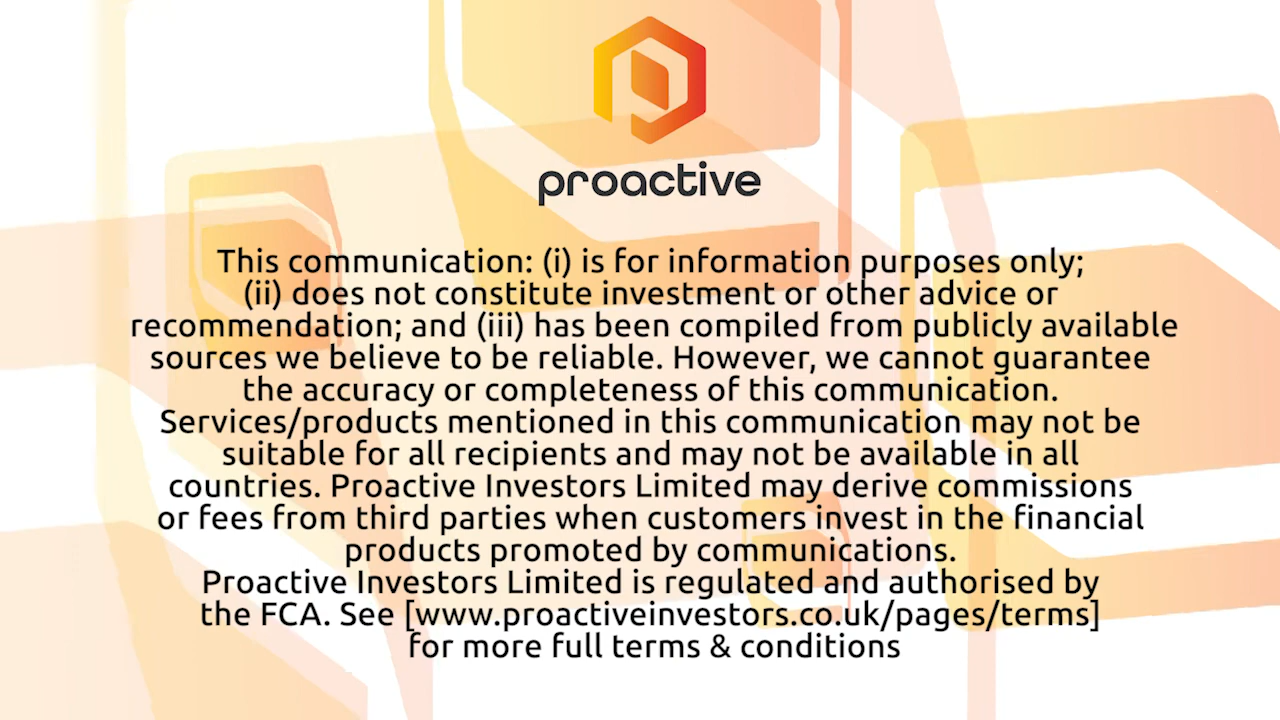 proactive
This communication: (i) is for information purposes only;
(ii) does not constitute investment or other advice or
recommendation; and (iii) has been compiled from publicly available
sources we believe to be reliable. However, we cannot guarantee
the accuracy or completeness of this communication.
Services/products mentioned in this communication may not be
suitable for all recipients and may not be available in all
countries. Proactive Investors Limited may derive commissions
or fees from third parties when customers invest in the financial
products promoted by communications.
Proactive Investors Limited is regulated and authorised by
the FCA. See [www.proactiveinvestors.co.uk/pages/terms]
for more full terms & conditions